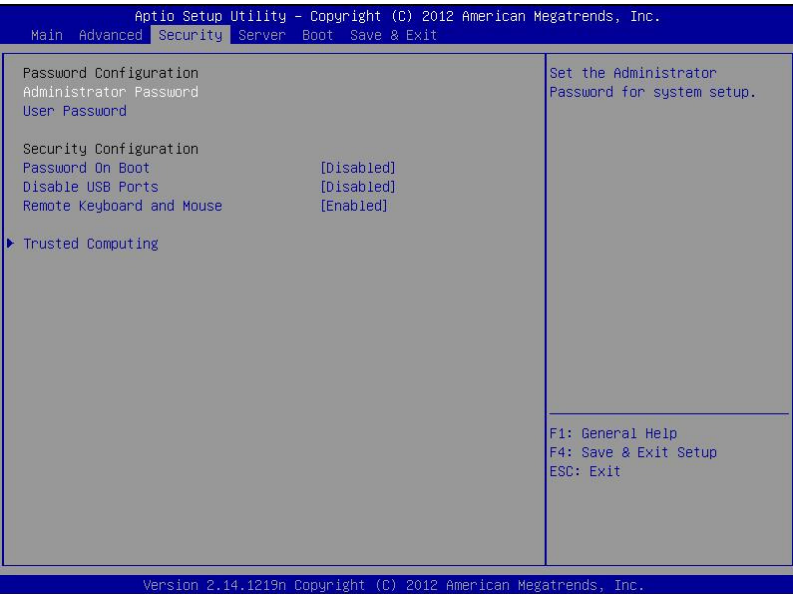 Aptio Setup Utility – Copyright (C) 2012 American Megatrends, Inc.
Main Advanced Security Server Boot Save & Exit
Password Configuration
Administrator Password
User Password
Security Configuration
Password On Boot [Disabled]
Disable USB Ports [Disabled]
Remote Keyboard and Mouse [Enabled]
Trusted Computing
Set the Administrator
Password for system setup.
F1: General Help
F4: Save & Exit Setup
ESC: Exit
Version 2.14.1219n Copyright (C) 2012 American Megatrends, Inc.